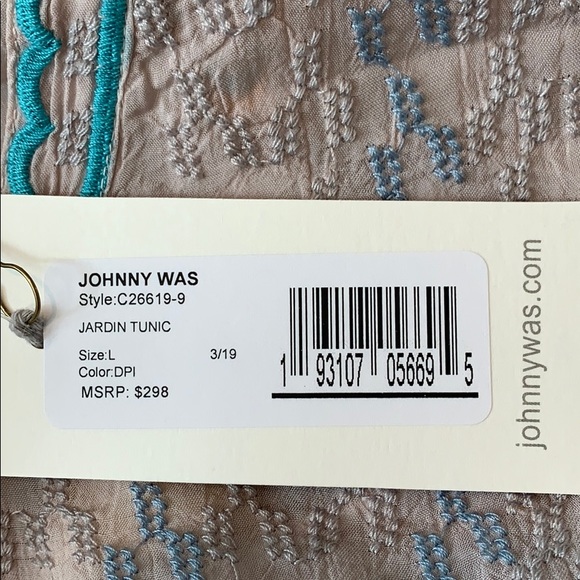 JOHNNY WAS
Style:C26619-9
JARDIN TUNIC
Size:L 3/19
Color:DPI
MSRP: $298
1 93107 05669 5
johnnywas.com